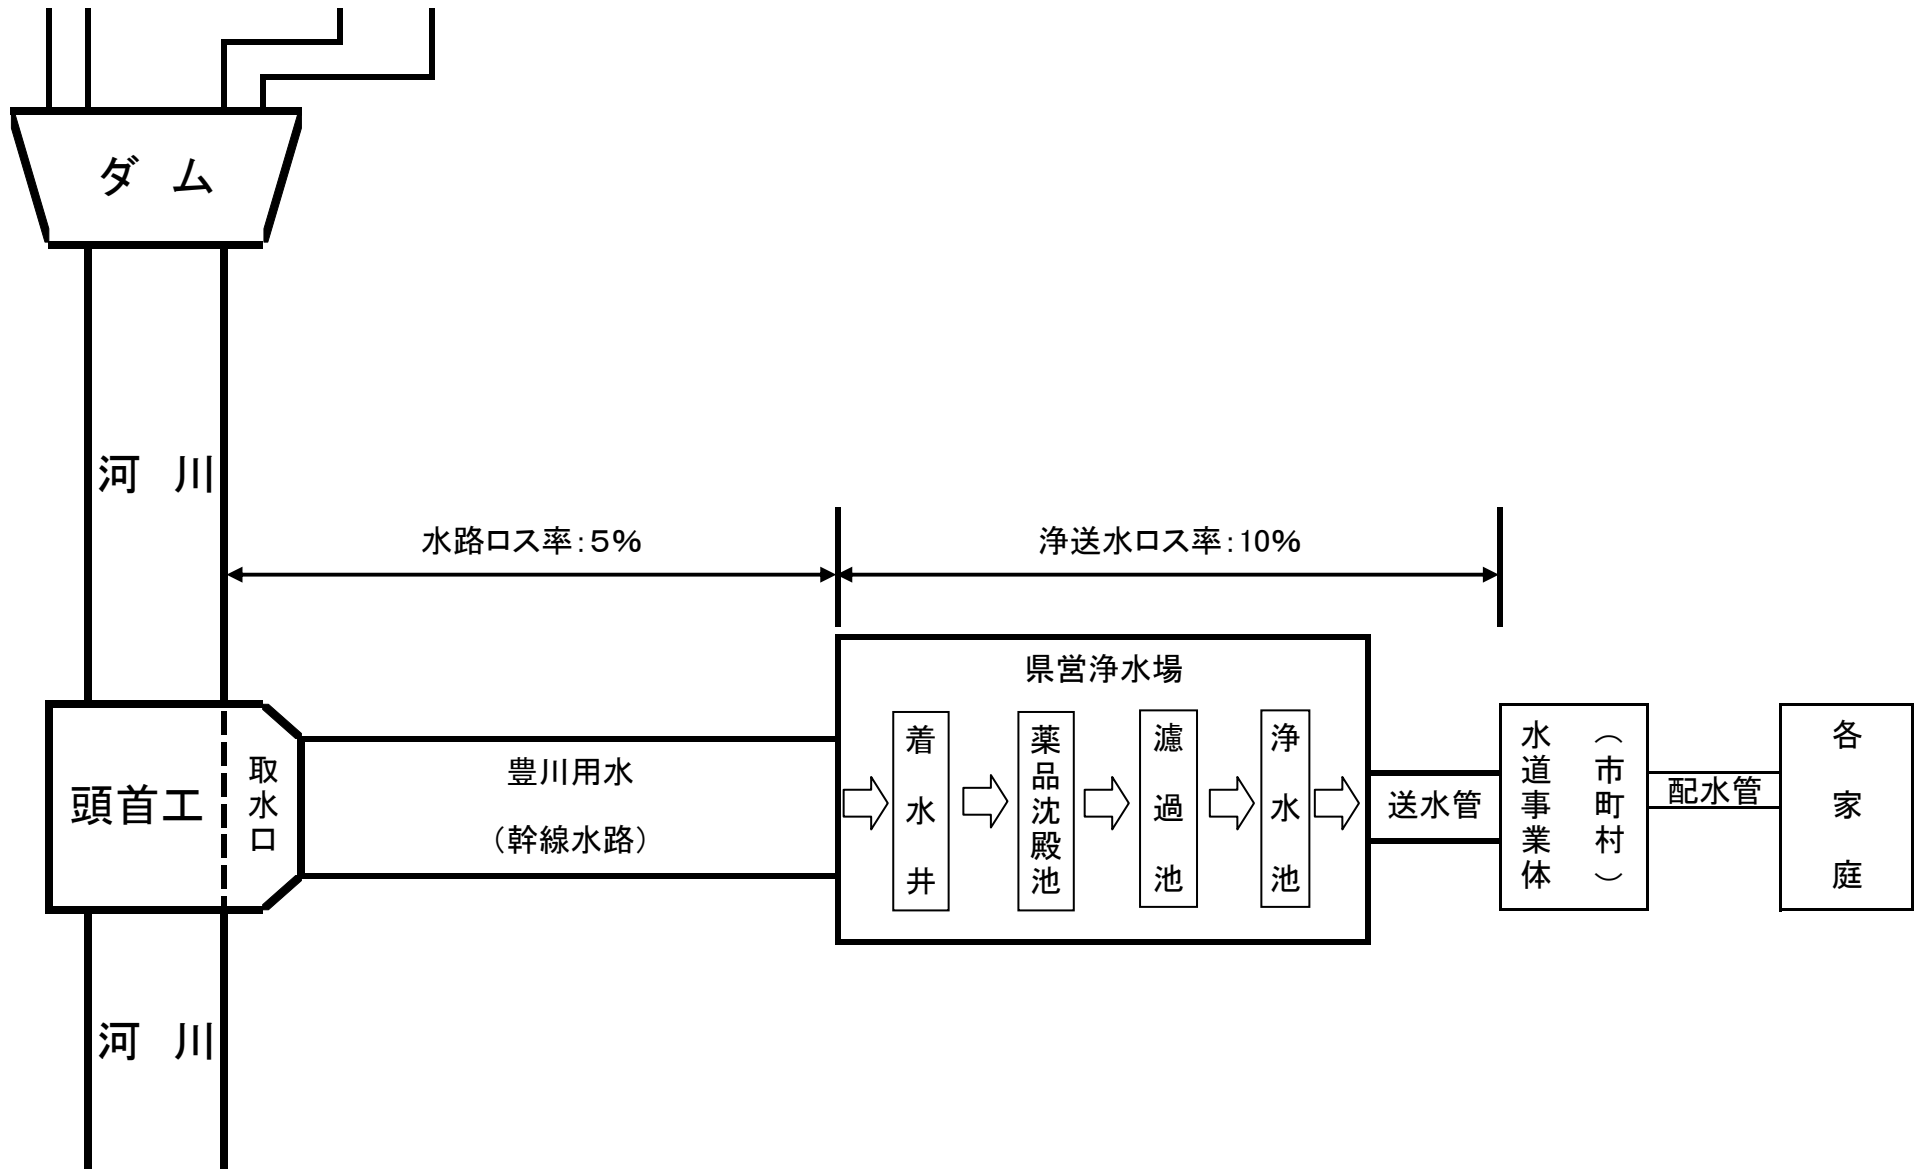 ダム
河川
水路ロス率:5%
浄送水ロス率:10%
県営浄水場
頭首工
取水口
豊川用水
(幹線水路)
着水井
薬品沈殿池
濾過池
浄水池
送水管
水道事業体
(市町村)
配水管
各家庭
河川